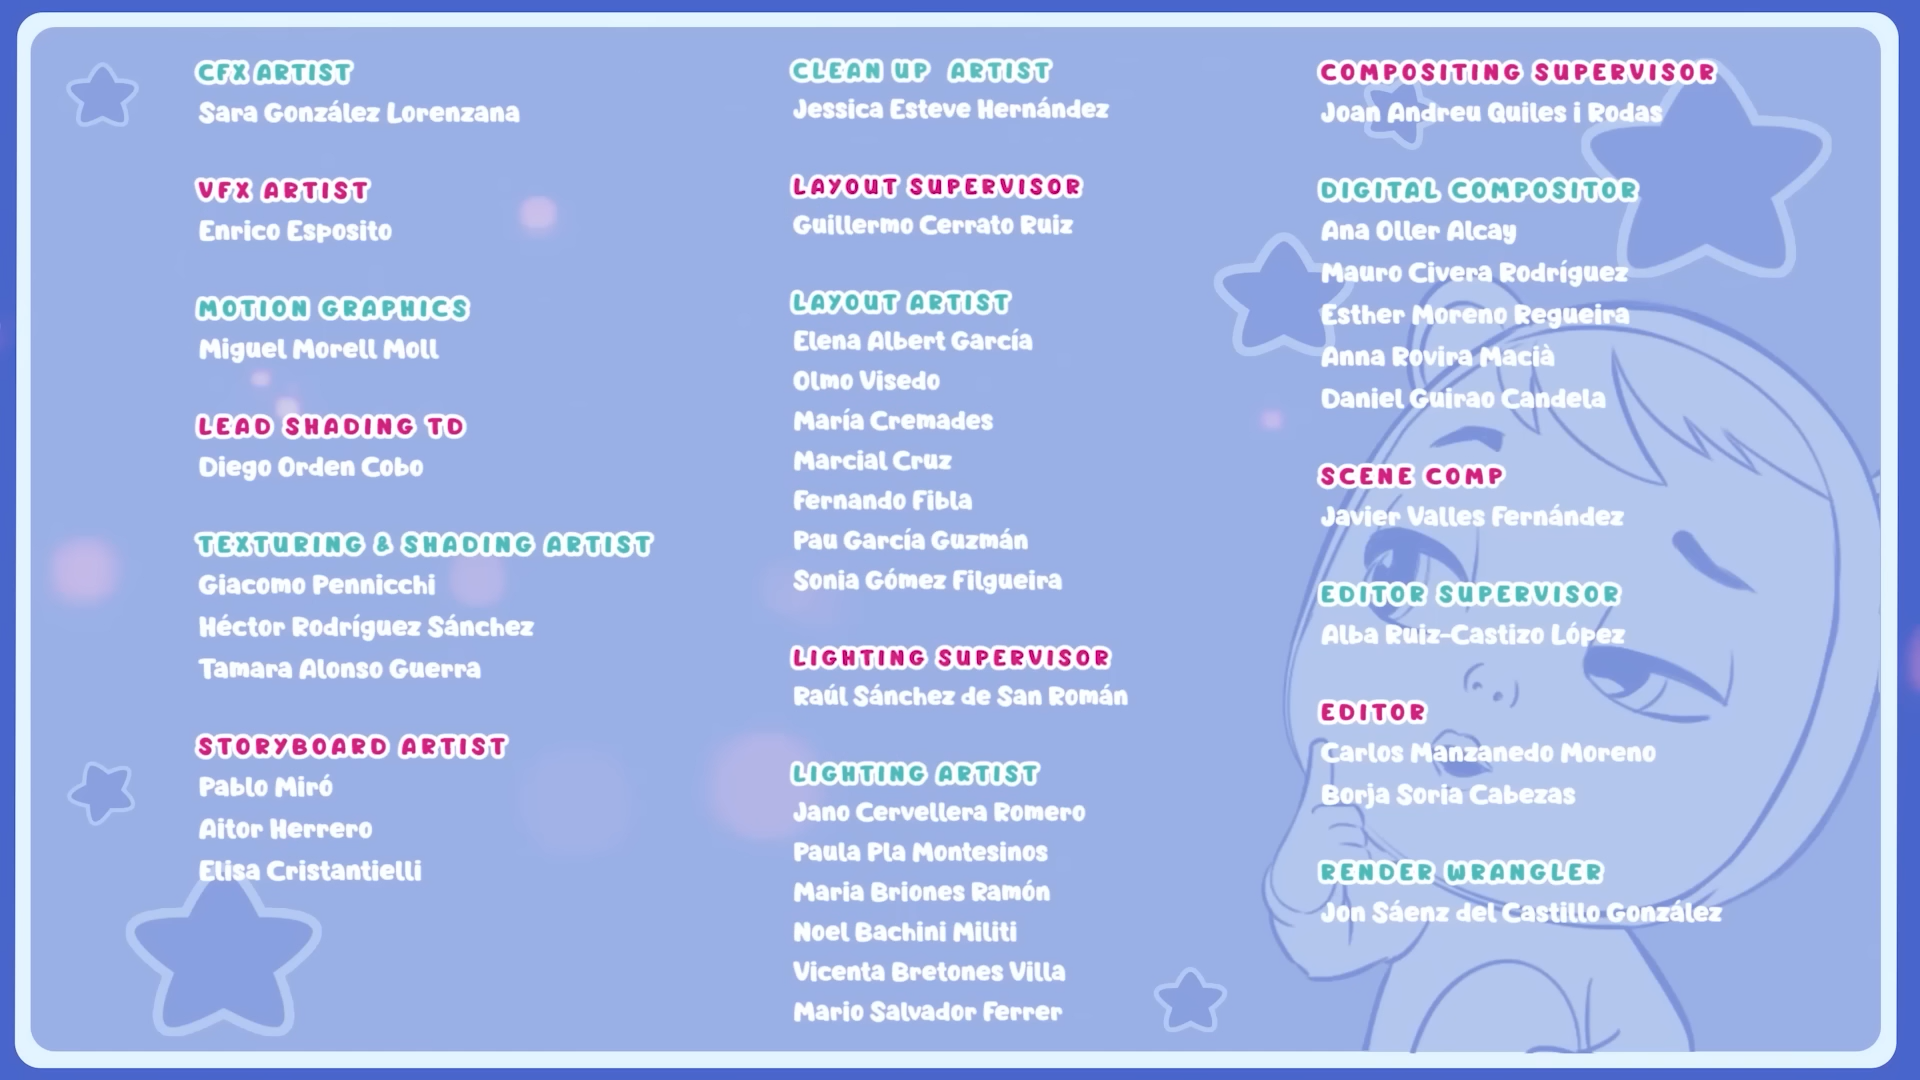 CFX ARTIST
Sara González Lorenzana
VFX ARTIST
Enrico Esposito
MOTION GRAPHICS
Miguel Morell Moll
LEAD SHADING TD
Diego Orden Cobo
TEXTURING & SHADING ARTIST
Giacomo Pennicchi
Héctor Rodríguez Sánchez
Tamara Alonso Guerra
STORYBOARD ARTIST
Pablo Miró
Aitor Herrero
Elisa Cristantielli
CLEAN UP ARTIST
Jessica Esteve Hernández
LAYOUT SUPERVISOR
Guillermo Cerrato Ruiz
LAYOUT ARTIST
Elena Albert García
Olmo Visedo
María Cremades
Marcial Cruz
Fernando Fibla
Pau García Guzmán
Sonia Gómez Filgueira
LIGHTING SUPERVISOR
Raúl Sánchez de San Román
LIGHTING ARTIST
Jano Cervellera Romero
Paula Pla Montesinos
Maria Briones Ramón
Noel Bachini Militi
Vicenta Bretones Villa
Mario Salvador Ferrer
COMPOSITING SUPERVISOR
Joan Andreu Quiles i Rodas
DIGITAL COMPOSITOR
Ana Oller Alcay
Mauro Civera Rodríguez
Esther Moreno Regueira
Anna Rovira Macià
Daniel Guirao Candela
SCENE COMP
Javier Valles Fernández
EDITOR SUPERVISOR
Alba Ruiz-Castizo López
EDITOR
Carlos Manzanedo Moreno
Borja Soria Cabezas
RENDER WRANGLER
Jon Sáenz del Castillo González